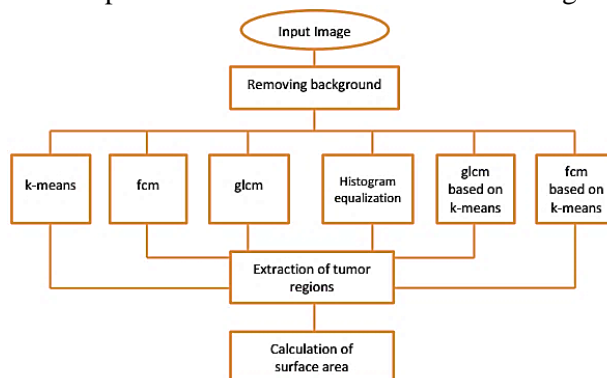 Input Image
Removing background
k-means
fcm
glcm
Histogram
equalization
glcm
based on
k-means
fcm
based on
k-means
Extraction of tumor
regions
Calculation of
surface area